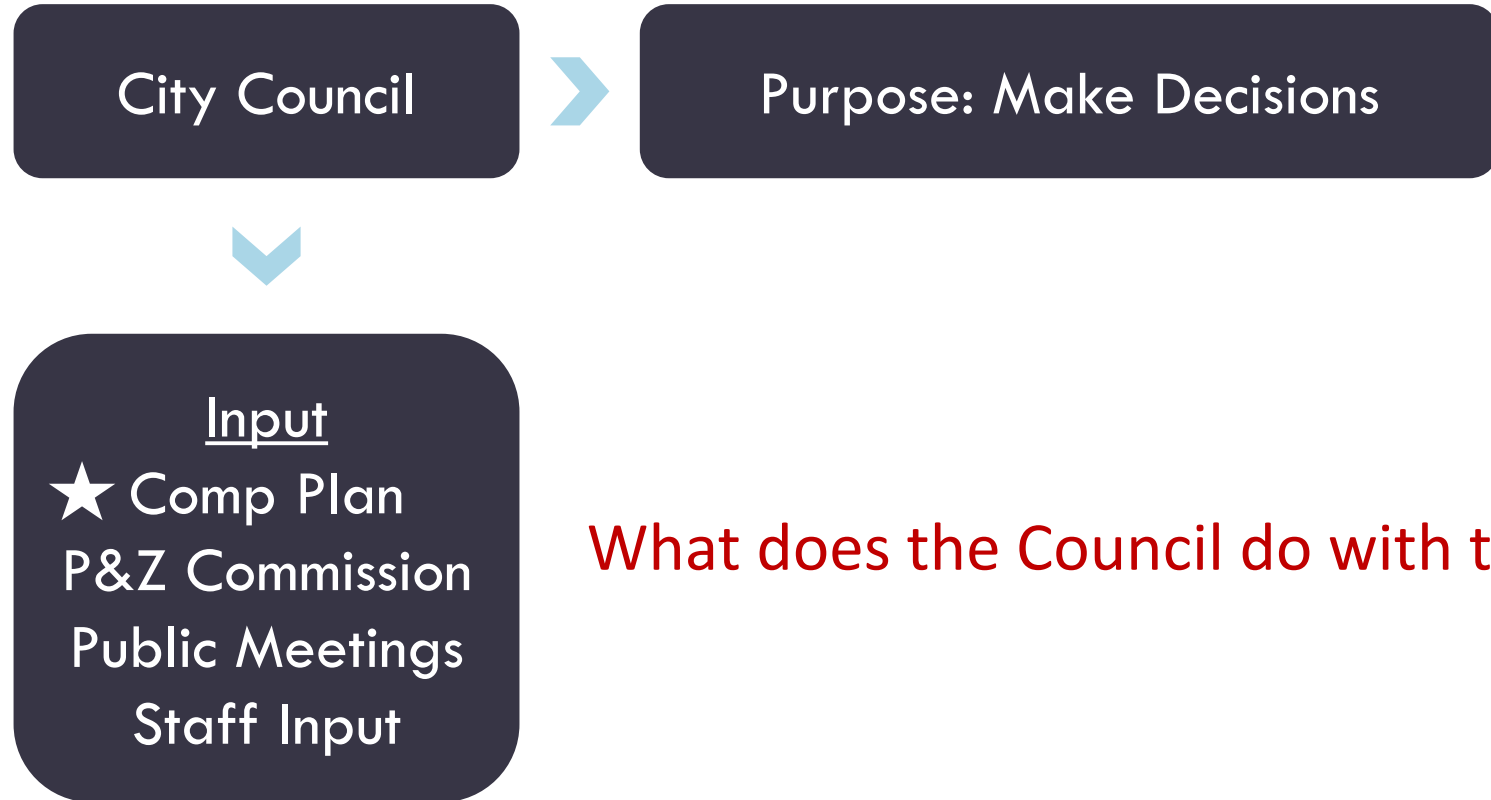 City Council
Purpose: Make Decisions
Input
Comp Plan
P&Z Commission
Public Meetings
Staff Input
What does the Council do with t